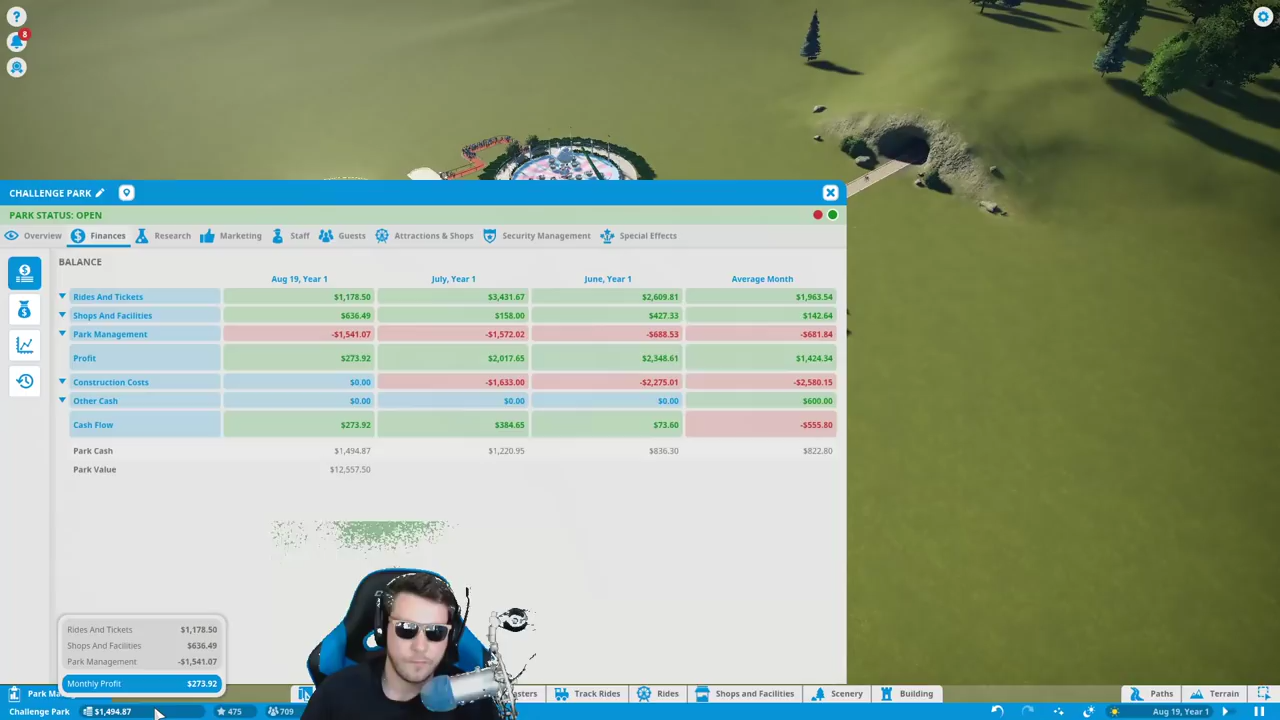 ?
8
CHALLENGE PARK
PARK STATUS: OPEN
Overview Finances Research Marketing Staff Guests Attractions & Shops Security Management Special Effects
BALANCE
Aug 19, Year 1 July, Year 1 June, Year 1 Average Month
Rides And Tickets $1,178.50 $3,431.67 $2,609.81 $1,963.54
Shops And Facilities $636.49 $158.00 $427.33 $142.64
Park Management -$1,541.07 -$1,572.02 -$688.53 -$681.84
Profit $273.92 $2,017.65 $2,348.61 $1,424.34
Construction Costs $0.00 -$1,633.00 -$2,275.01 -$2,580.15
Other Cash $0.00 $0.00 $0.00 $600.00
Cash Flow $273.92 $384.65 $73.60 -$555.80
Park Cash $1,494.87 $1,220.95 $836.30 $822.80
Park Value $12,557.50
Rides And Tickets $1,178.50
Shops And Facilities $636.49
Park Management -$1,541.07
Monthly Profit $273.92
Park Track Rides Rides Shops and Facilities Scenery Building Paths Terrain
Challenge Park $1,494.87 475 709 Aug 19, Year 1